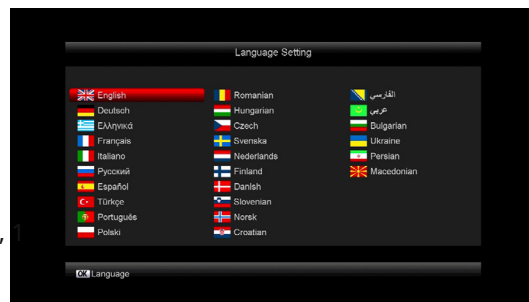 Language Setting
English
Deutsch
Ελληνικά
Français
Italiano
Русский
Español
Türkçe
Português
Polski
Romanian
Hungarian
Czech
Svenska
Nederlands
Finland
Danish
Slovenian
Norsk
Croatian
الفارسي
عربي
Bulgarian
Ukraine
Persian
Macedonian
, 1
OK Language